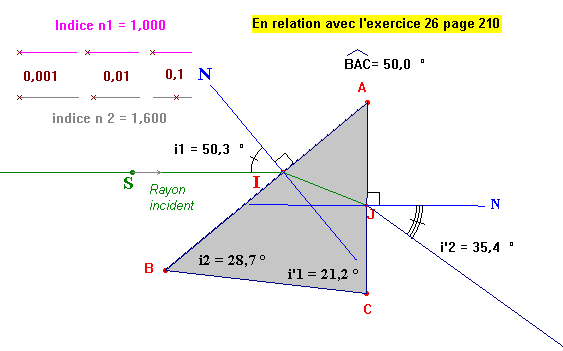 En relation avec l'exercice 26 page 210
Indice n1 = 1,000
BAC= 50,0 °
0,001 0,01 0,1
N
A
indice n 2 = 1,600
i1 = 50,3 °
S
I
Rayon
incident
N
J
i'2 = 35,4 °
B
i2 = 28,7 °
i'1 = 21,2 °
C